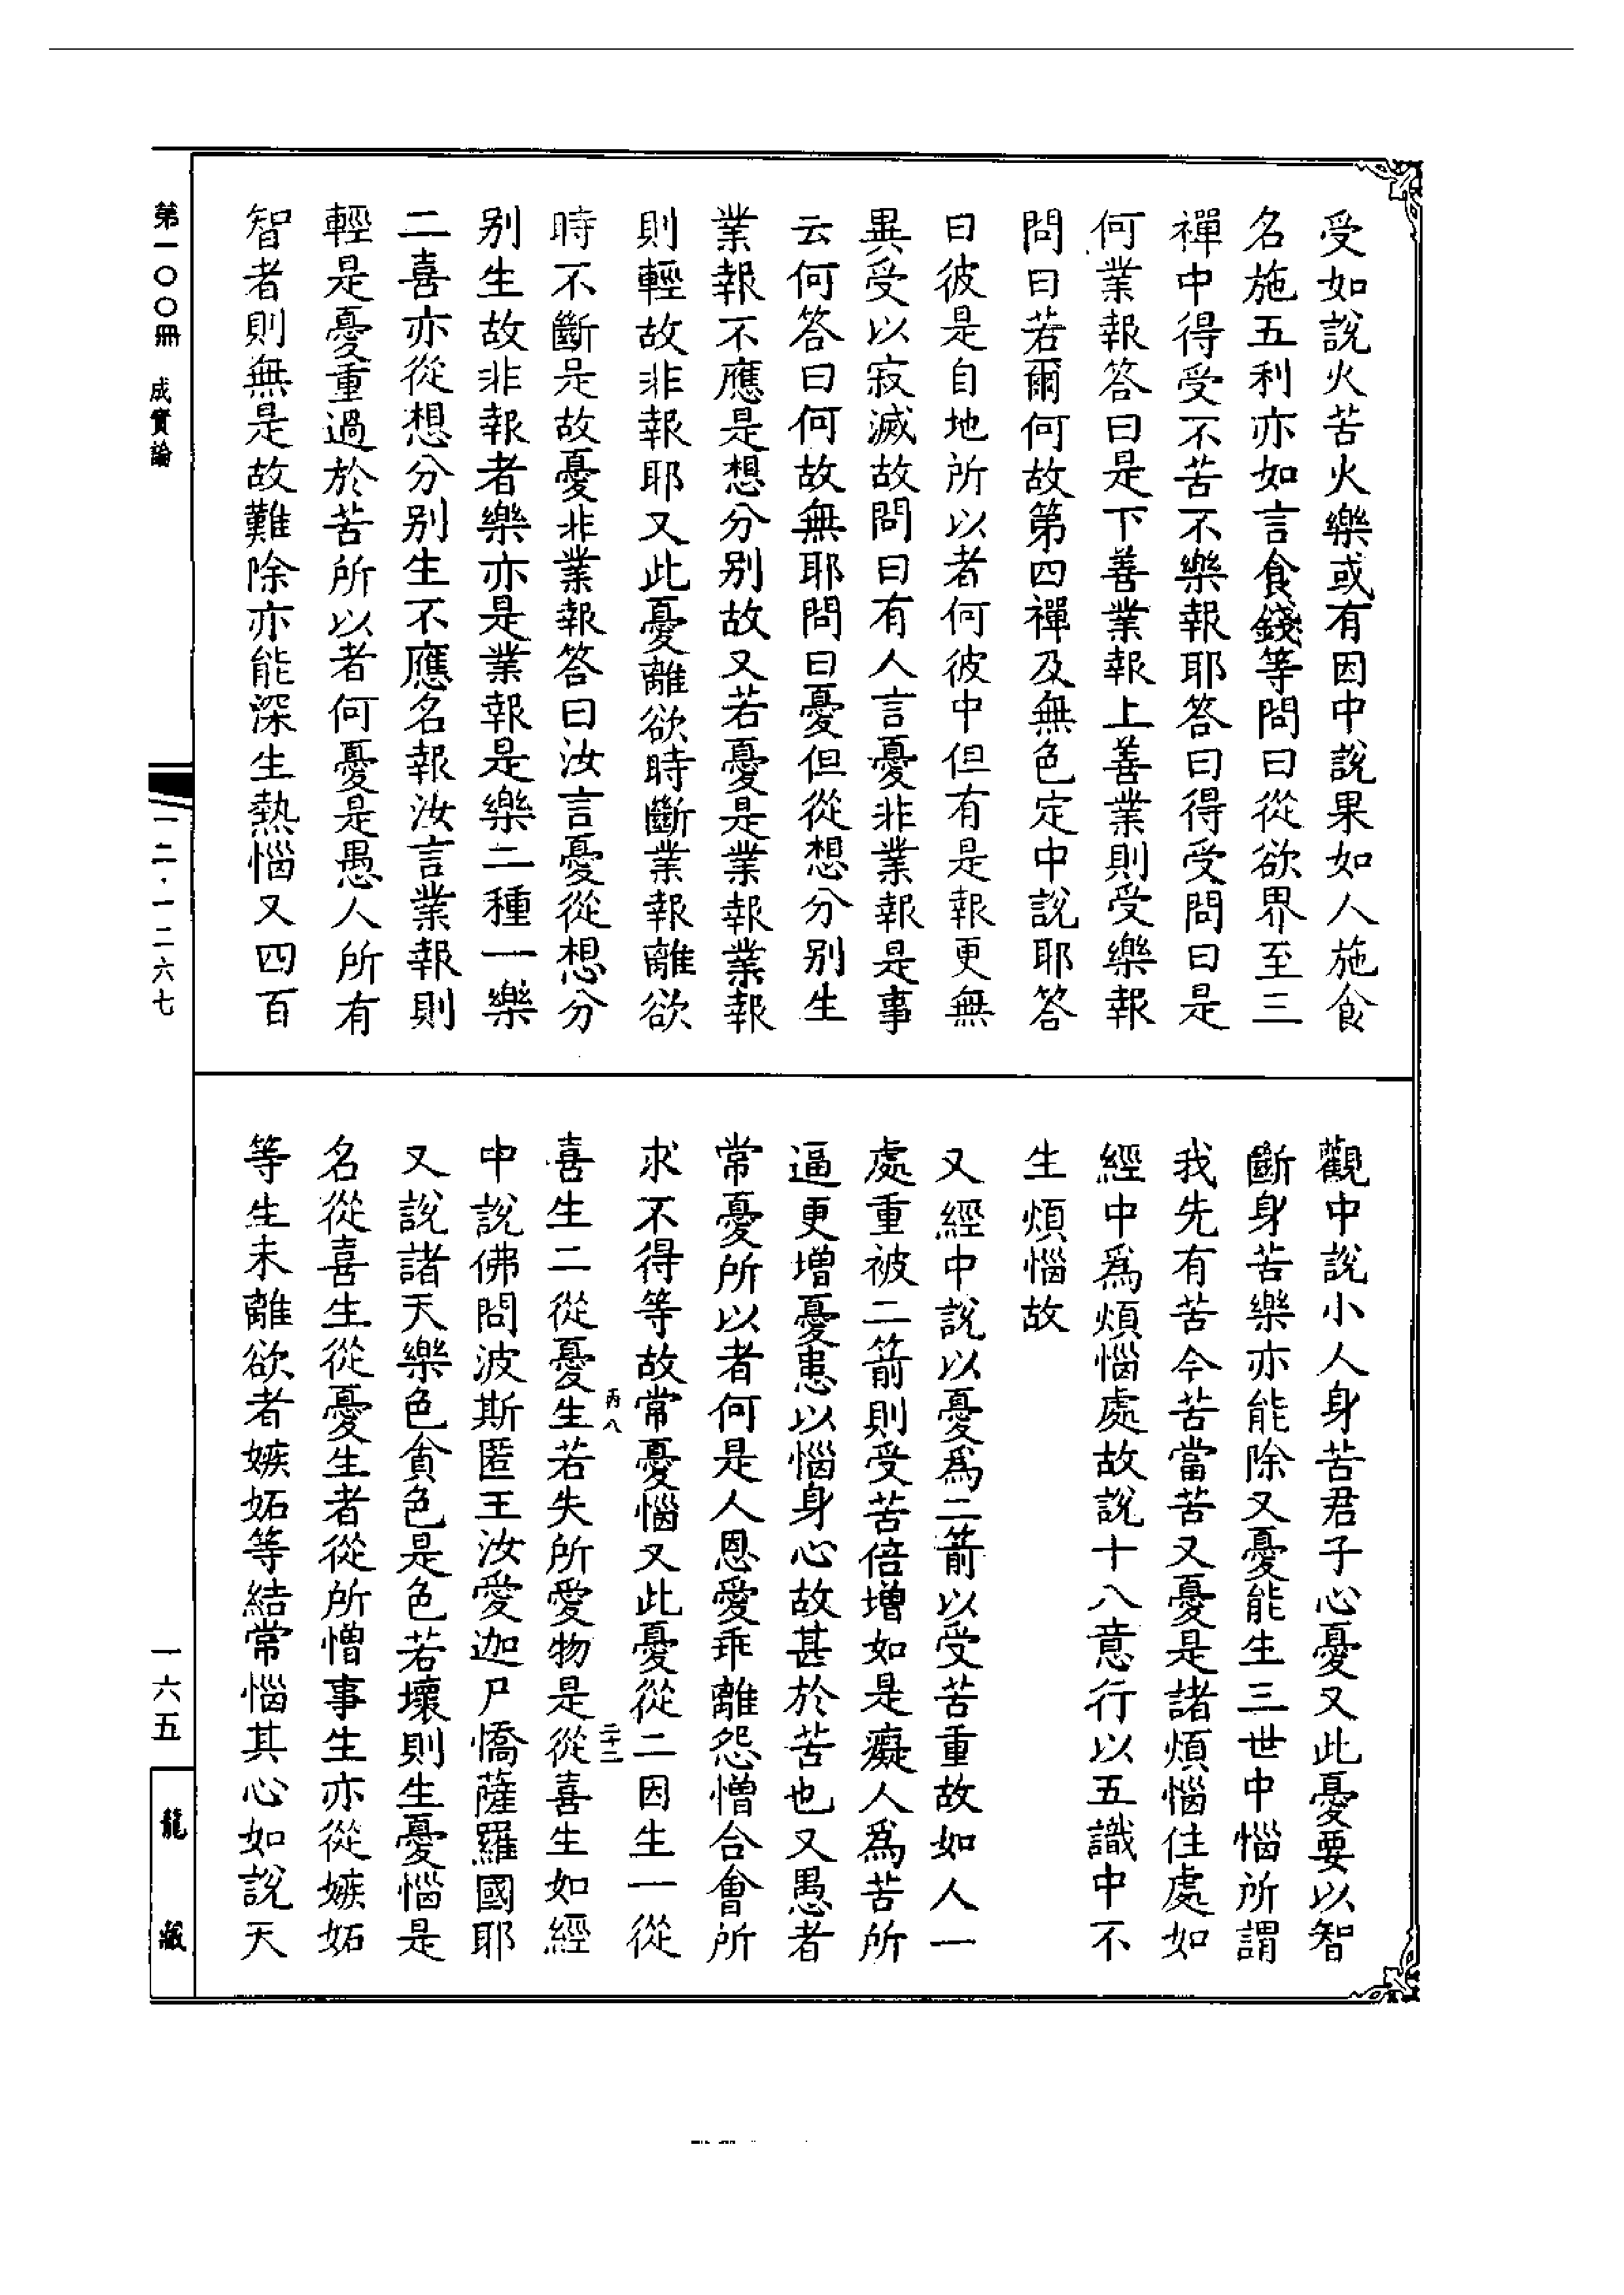 受如說火苦火樂或有因中說果如人施食
名施五利亦如言食錢等問曰從欲界至三
禪中得受不苦不樂報耶答曰得受問曰是
何業報答曰是下善業報上善業則受樂報
問曰若爾何故第四禪及無色定中說耶答
曰彼是自地所以者何彼中但有是報更無
異受以寂滅故問曰有人言憂非業報是事
云何答曰何故無耶問曰憂但從想分別生
業報不應是想分別故又若憂是業報業報
則輕故非報耶又此憂離欲時斷業報離欲
時不斷是故憂非業報答曰汝言憂從想分
別生故非報者樂亦是業報是樂二種一樂
二喜亦從想分別生不應名報汝言業報則
輕是憂重過於苦所以者何憂是愚人所有
智者則無是故難除亦能深生熱惱又四百
觀中說小人身苦君子心憂又此憂要以智
斷身苦樂亦能除又憂能生三世中惱所謂
我先有苦今苦當苦又憂是諸煩惱住處如
經中為煩惱處故說十八意行以五識中不
生煩惱故
又經中說以憂為二箭以受苦重故如人一
處重被二箭則受苦倍增如是癡人為苦所
逼更增憂患以惱身心故甚於苦也又愚者
常憂所以者何是人恩愛乖離怨憎合會所
求不得等故常憂惱又此憂從二因生一從
丙八 二十二
喜生二從憂生若失所愛物是從喜生如經
中說佛問波斯匿王汝愛迦尸憍薩羅國耶
又說諸天樂色貪色是色若壞則生憂惱是
名從喜生從憂生者從所憎事生亦從嫉妬
等生未離欲者嫉妬等結常惱其心如說天
第一〇〇冊 成實論
一二·一二六七
一六五
龍藏